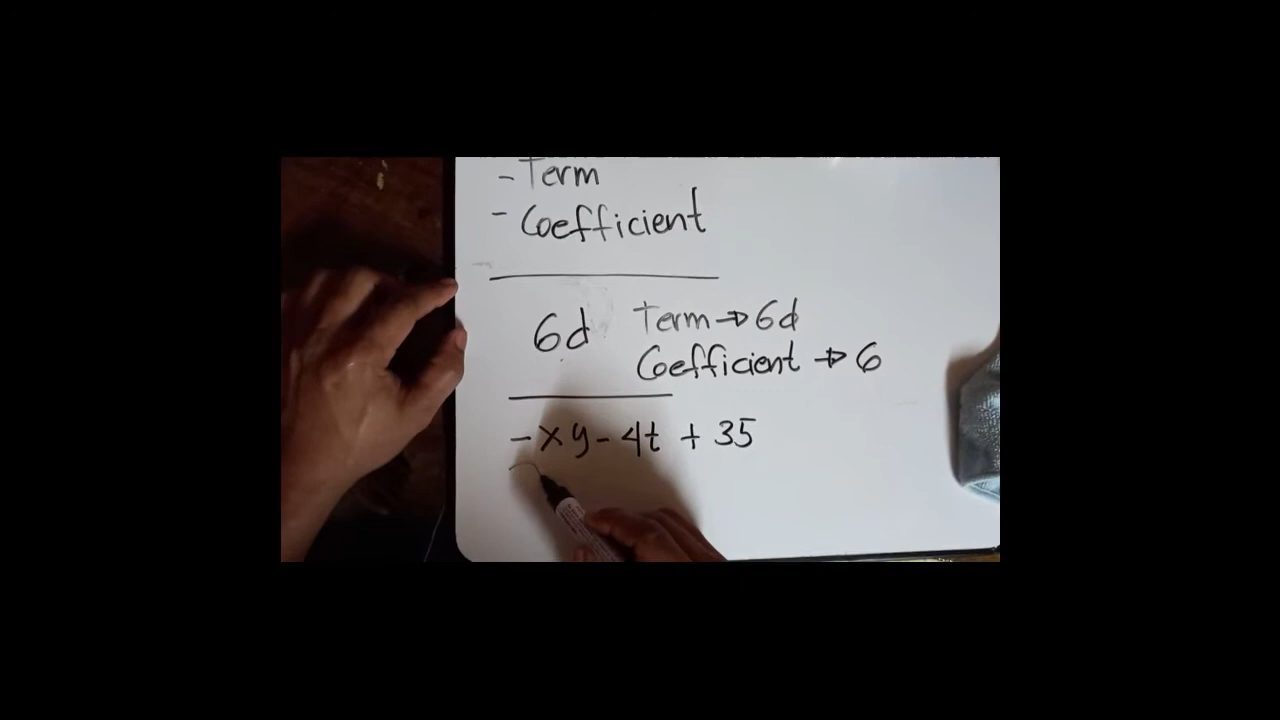 - Term
- Coefficient
6d
Term → 6d
Coefficient → 6
-xy - 4t + 35